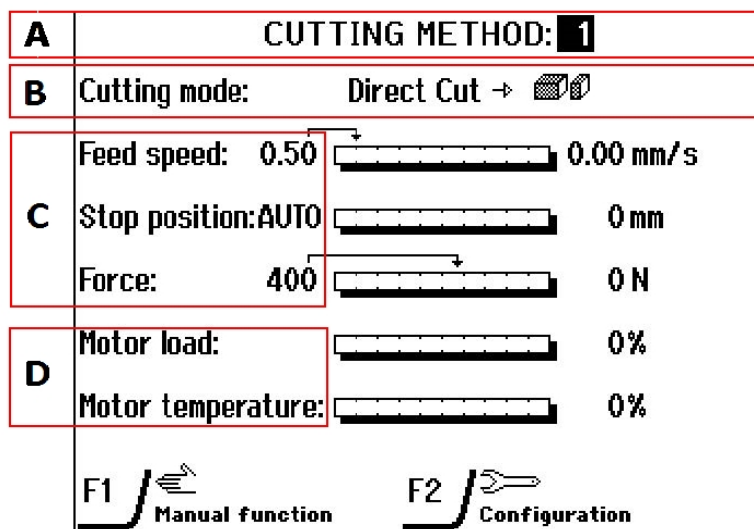 A CUTTING METHOD: 1
B Cutting mode: Direct Cut
Feed speed: 0.50 0.00 mm/s
C Stop position: AUTO 0 mm
Force: 400 0 N
Motor load: 0%
D
Motor temperature: 0%
F1 Manual function F2 Configuration